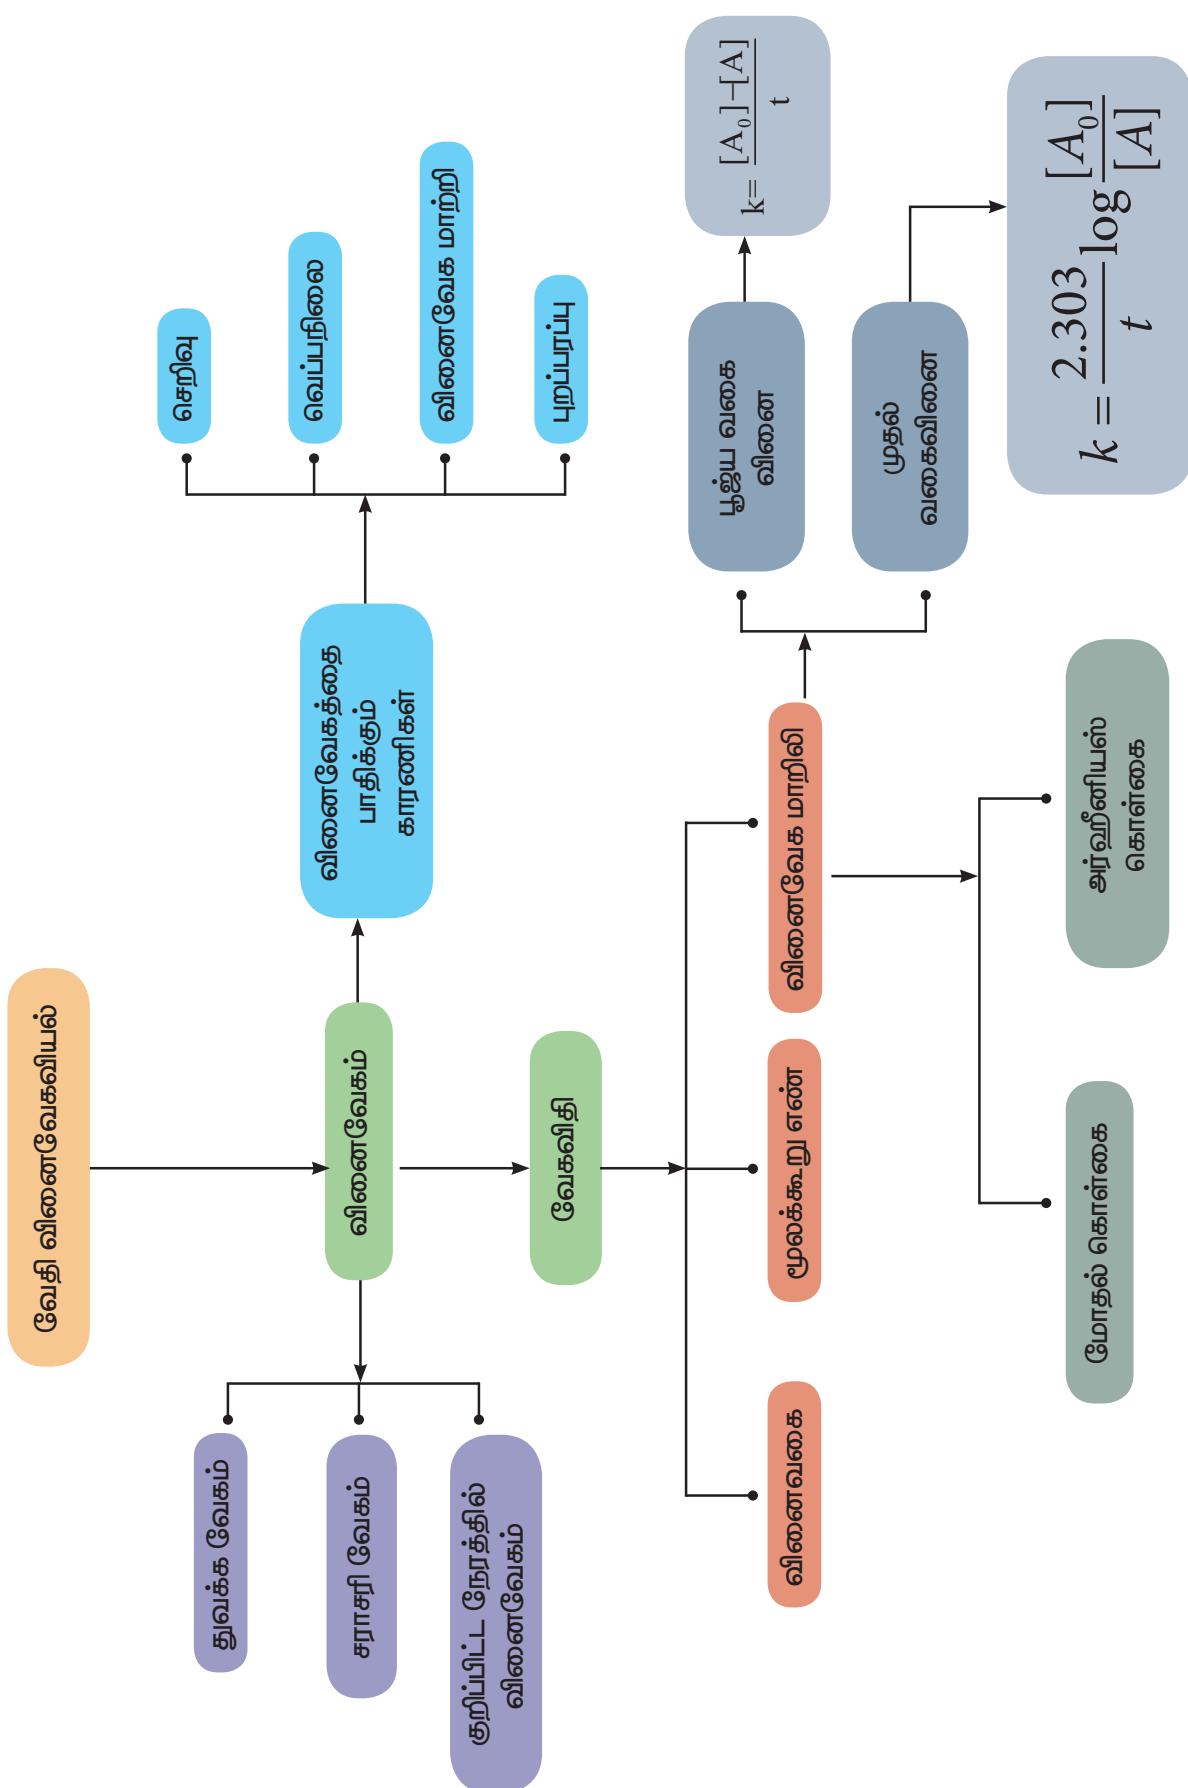 வேதி வினைவேகவியல்
துவக்க வேகம்
சராசரி வேகம்
குறிப்பிட்ட நேரத்தில்
வினைவேகம்
வினைவேகம்
வினைவேகத்தை
பாதிக்கும்
காரணிகள்
செறிவு
வெப்பநிலை
வினைவேக மாற்றி
புறப்பரப்பு
வேகவிதி
வினைவகை
மூலக்கூறு எண்
வினைவேக மாறிலி
பூஜ்ய வகை
வினை
k= [A₀]−[A] / t
முதல்
வகைவினை
k = 2.303 / t log [A₀] / [A]
மோதல் கொள்கை
அர்ஹீனியஸ்
கொள்கை